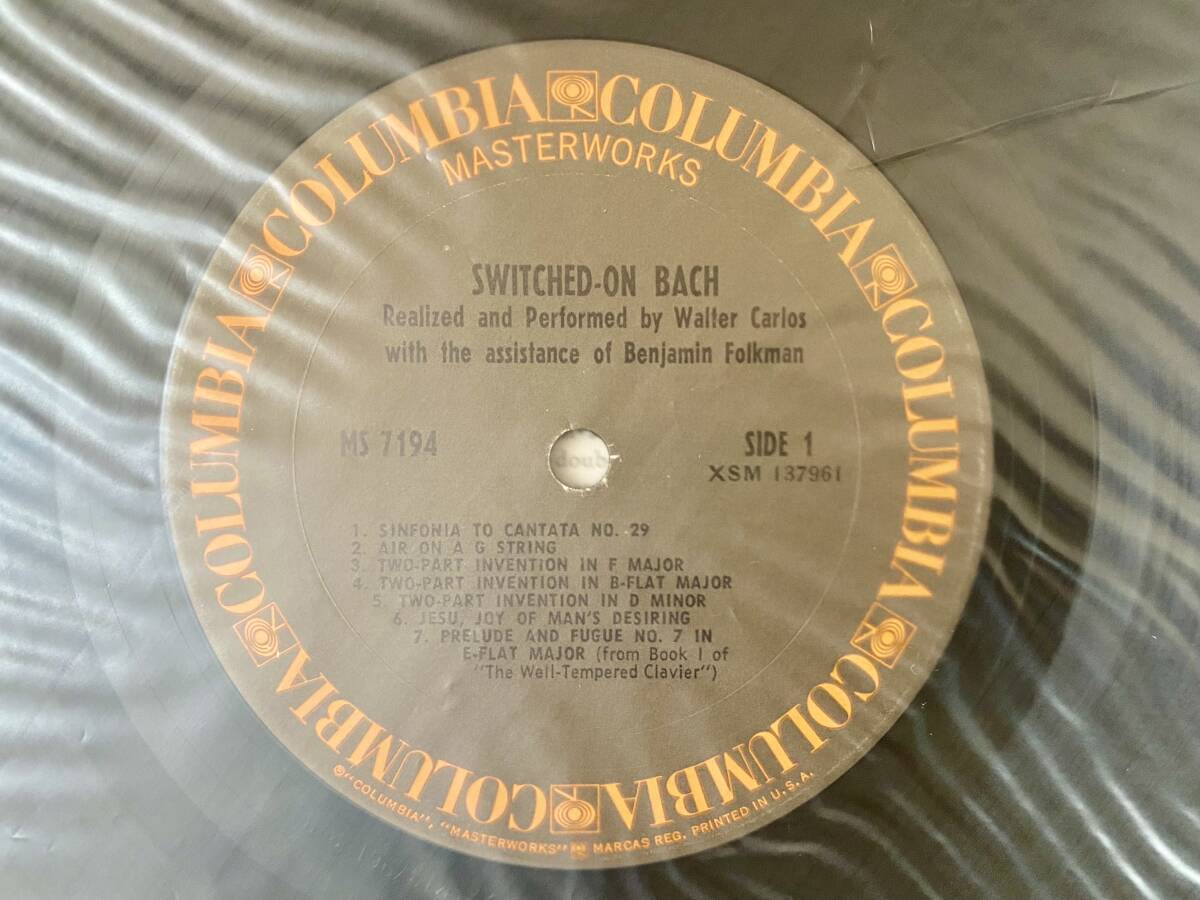 COLUMBIA COLUMBIA COLUMBIA COLUMBIA COLUMBIA COLUMBIA COLUMBIA COLUMBIA
MASTERWORKS
SWITCHED-ON BACH
Realized and Performed by Walter Carlos
with the assistance of Benjamin Folkman
MS 7194
SIDE 1
XSM 137961
doub
1. SINFONIA TO CANTATA NO. 29
2. AIR ON A G STRING
3. TWO-PART INVENTION IN F MAJOR
4. TWO-PART INVENTION IN B-FLAT MAJOR
5. TWO-PART INVENTION IN D MINOR
6. JESU, JOY OF MAN'S DESIRING
7. PRELUDE AND FUGUE NO. 7 IN
E-FLAT MAJOR (from Book I of
"The Well-Tempered Clavier")
®"COLUMBIA", "MASTERWORKS" MARCAS REG. PRINTED IN U.S.A.